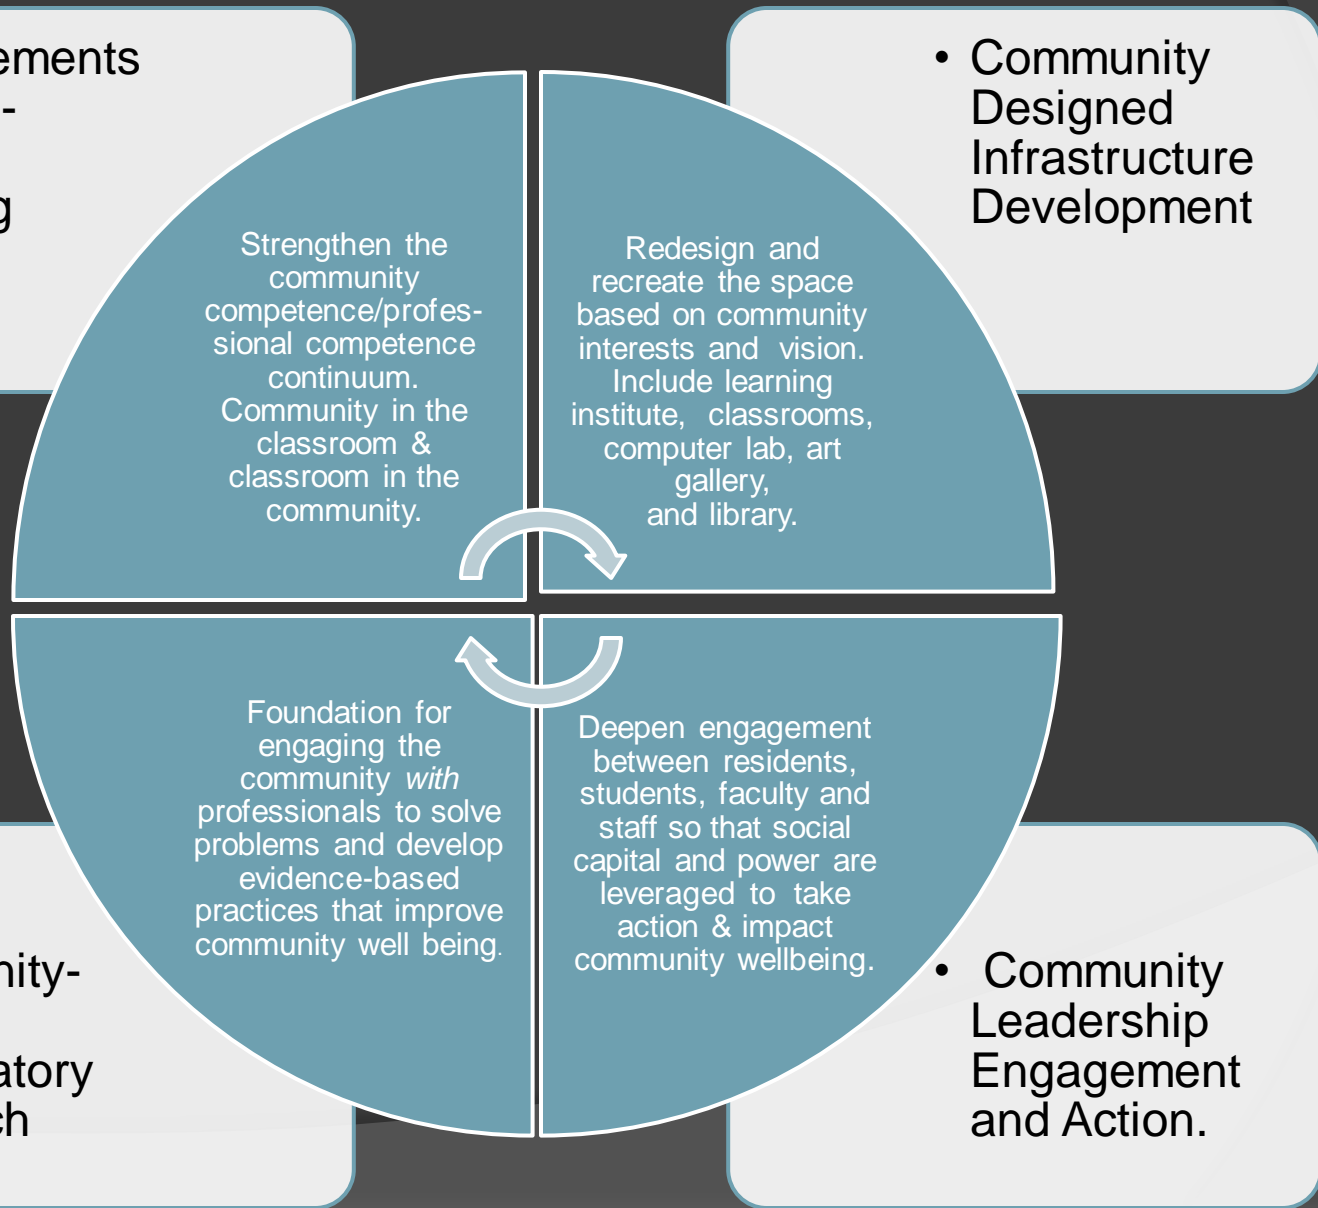 ements
-
g
• Community
Designed
Infrastructure
Development
Strengthen the
community
competence/profes-
sional competence
continuum.
Community in the
classroom &
classroom in the
community.
Redesign and
recreate the space
based on community
interests and vision.
Include learning
institute, classrooms,
computer lab, art
gallery,
and library.
Foundation for
engaging the
community with
professionals to solve
problems and develop
evidence-based
practices that improve
community well being.
Deepen engagement
between residents,
students, faculty and
staff so that social
capital and power are
leveraged to take
action & impact
community wellbeing.
nity-
atory
ch
• Community
Leadership
Engagement
and Action.